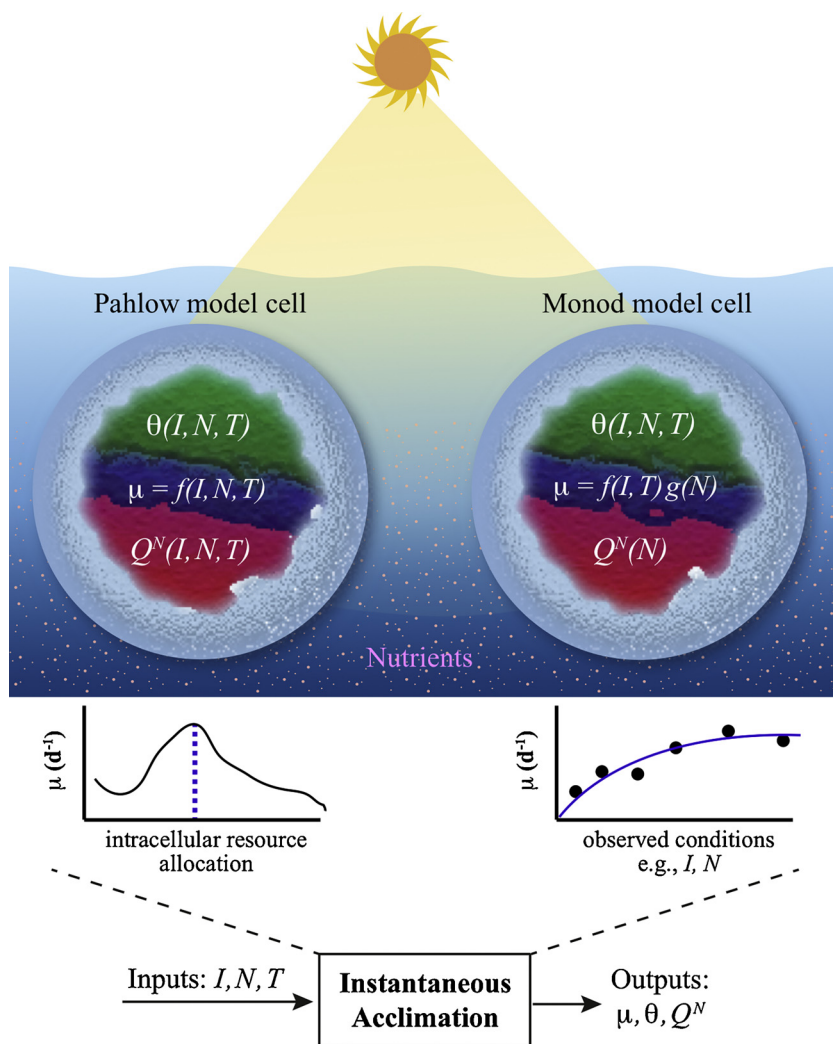 Pahlow model cell
Monod model cell
θ(I, N, T)
μ = f(I, N, T)
Q^N(I, N, T)
θ(I, N, T)
μ = f(I, T) g(N)
Q^N(N)
Nutrients
μ (d⁻¹)
intracellular resource
allocation
μ (d⁻¹)
observed conditions
e.g., I, N
Inputs: I, N, T
Instantaneous
Acclimation
Outputs:
μ, θ, Q^N